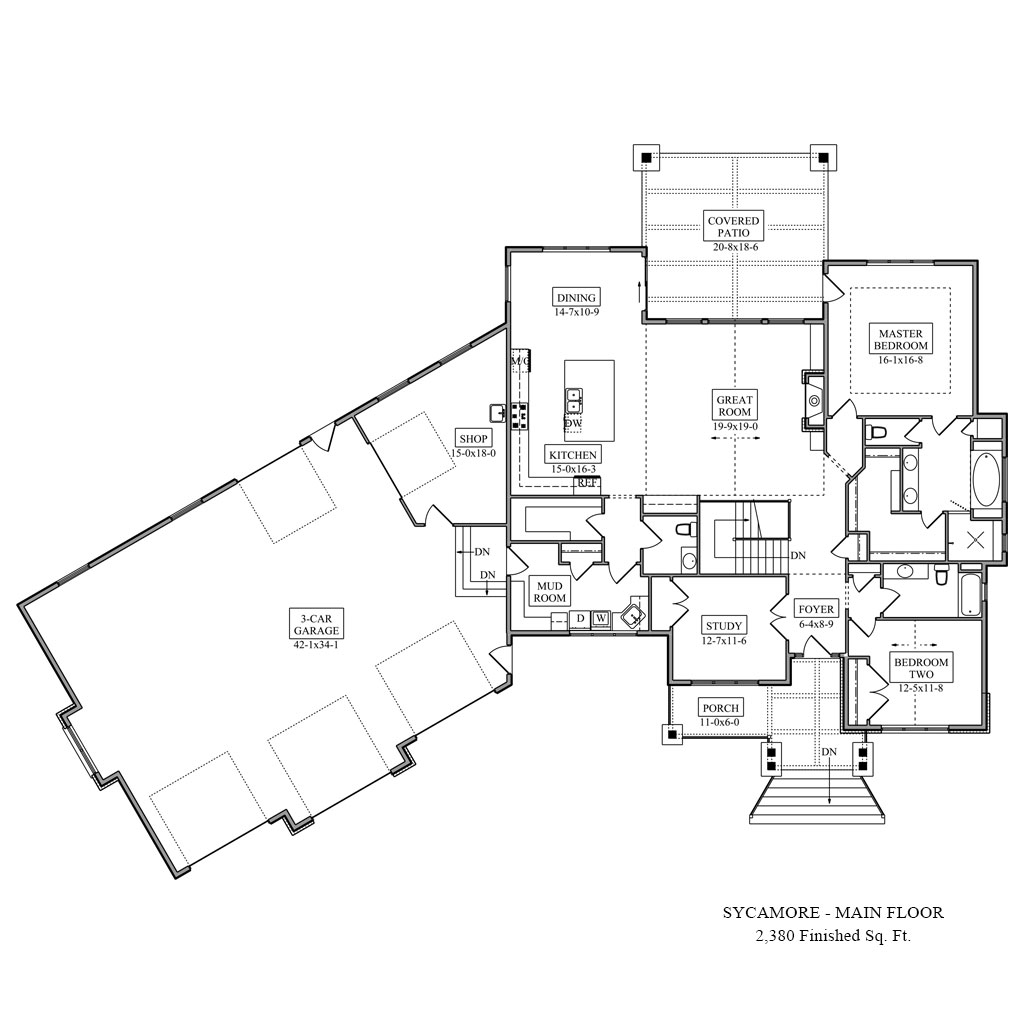 COVERED
PATIO
20-8x18-6
DINING
14-7x10-9
MASTER
BEDROOM
16-1x16-8
M/O
GREAT
ROOM
19-9x19-0
DW
SHOP
15-0x18-0
KITCHEN
15-0x16-3
REF
DN
DN
DN
MUD
ROOM
D
W
3-CAR
GARAGE
42-1x34-1
STUDY
12-7x11-6
FOYER
6-4x8-9
BEDROOM
TWO
12-5x11-8
PORCH
11-0x6-0
DN
SYCAMORE - MAIN FLOOR
2,380 Finished Sq. Ft.